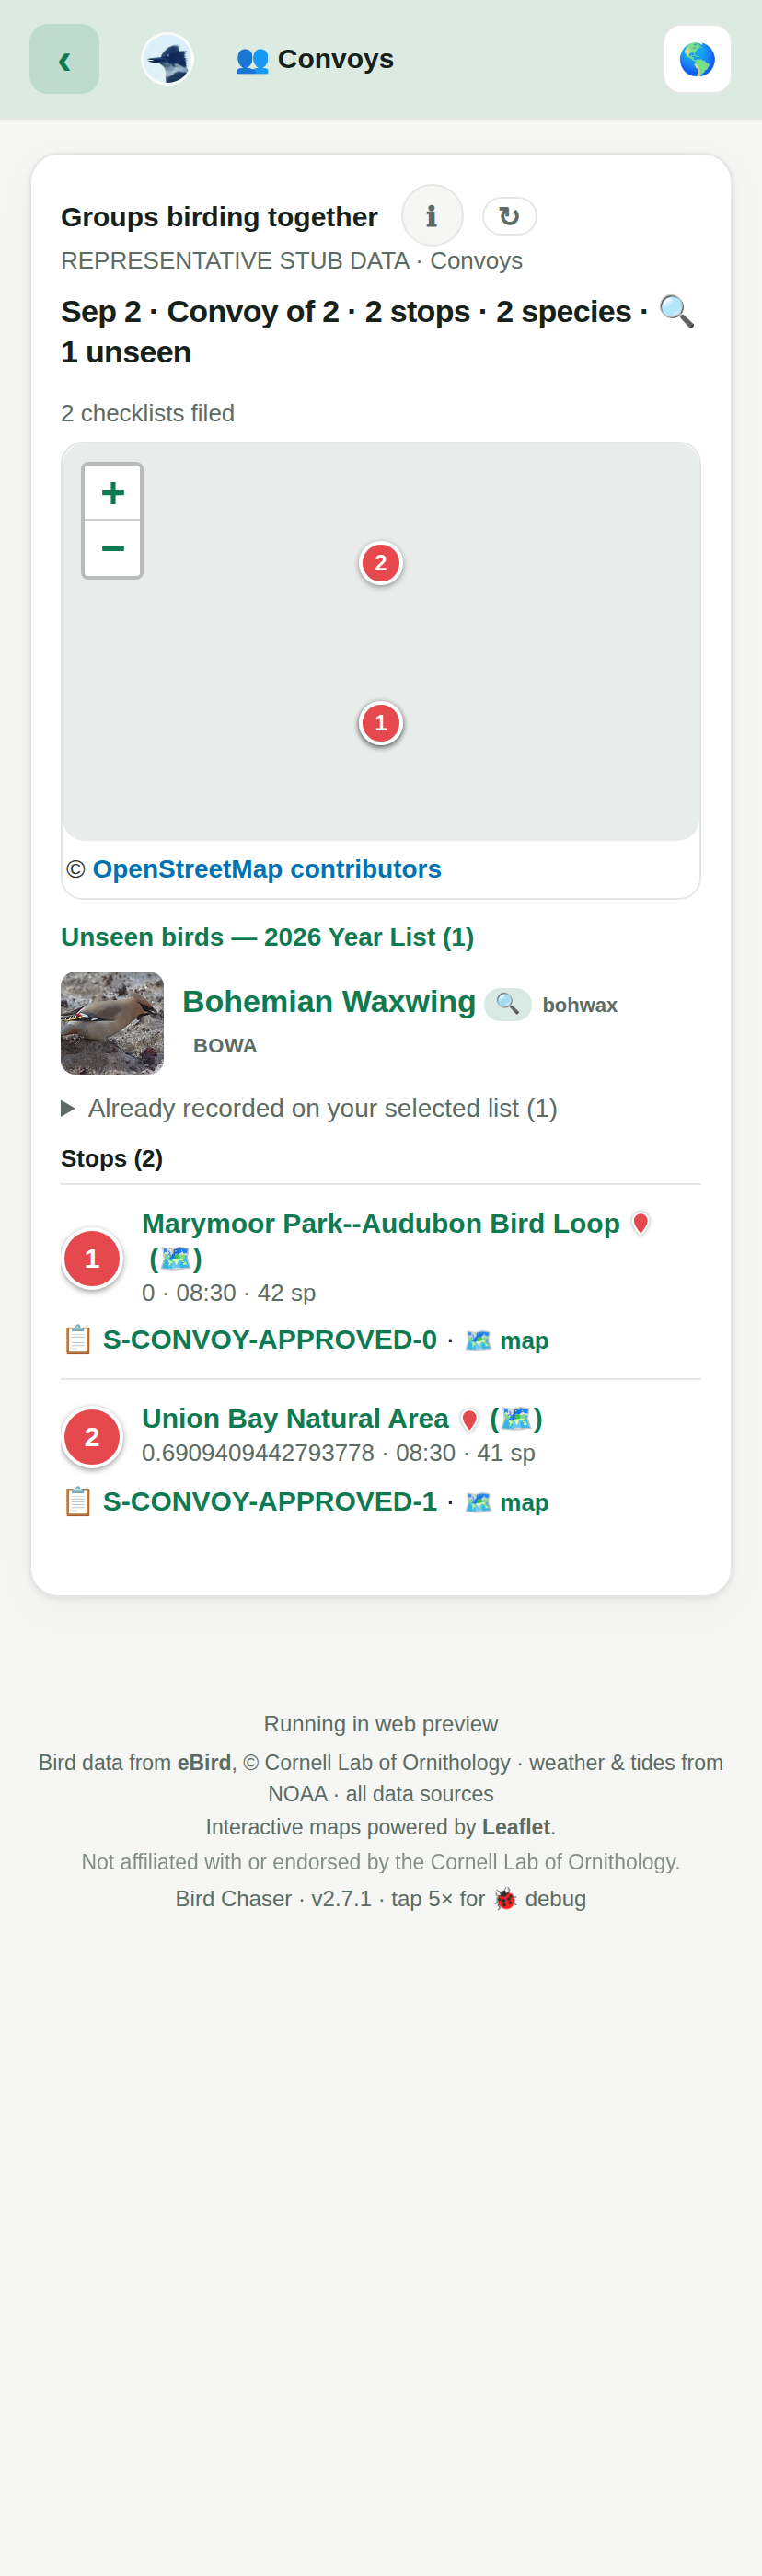 ‹ 👥 Convoys 🌎
Groups birding together ℹ ↻
REPRESENTATIVE STUB DATA · Convoys
Sep 2 · Convoy of 2 · 2 stops · 2 species · 🔍
1 unseen
2 checklists filed
+
−
2
1
© OpenStreetMap contributors
Unseen birds — 2026 Year List (1)
Bohemian Waxwing 🔍 bohwax
BOWA
▶ Already recorded on your selected list (1)
Stops (2)
Marymoor Park--Audubon Bird Loop 📍
1 (🗺️)
0 · 08:30 · 42 sp
📋 S-CONVOY-APPROVED-0 · 🗺️ map
Union Bay Natural Area 📍 (🗺️)
2
0.6909409442793778 · 08:30 · 41 sp
📋 S-CONVOY-APPROVED-1 · 🗺️ map
Running in web preview
Bird data from eBird, © Cornell Lab of Ornithology · weather & tides from
NOAA · all data sources
Interactive maps powered by Leaflet.
Not affiliated with or endorsed by the Cornell Lab of Ornithology.
Bird Chaser · v2.7.1 · tap 5× for 🐞 debug